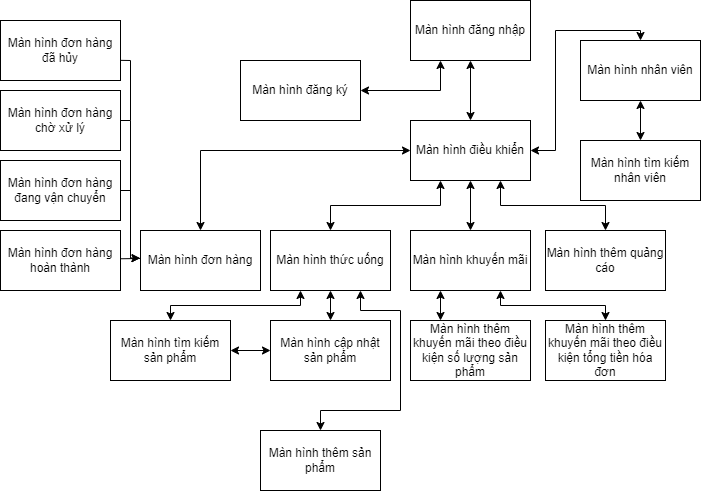 Màn hình đơn hàng
đã hủy
Màn hình đăng nhập
Màn hình đăng ký
Màn hình nhân viên
Màn hình đơn hàng
chờ xử lý
Màn hình điều khiển
Màn hình tìm kiếm
nhân viên
Màn hình đơn hàng
đang vận chuyển
Màn hình đơn hàng
hoàn thành
Màn hình đơn hàng
Màn hình thức uống
Màn hình khuyến mãi
Màn hình thêm quảng
cáo
Màn hình tìm kiếm
sản phẩm
Màn hình cập nhật
sản phẩm
Màn hình thêm
khuyến mãi theo điều
kiện số lượng sản
phẩm
Màn hình thêm
khuyến mãi theo điều
kiện tổng tiền hóa
đơn
Màn hình thêm sản
phẩm